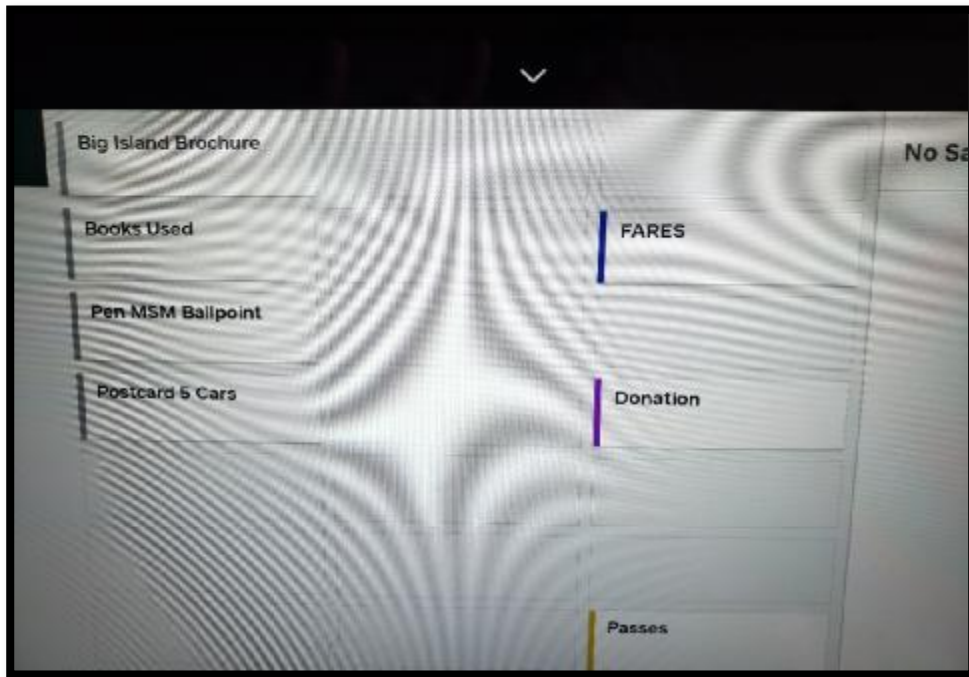 Big Island Brochure
No Sa
Books Used
FARES
Pen MSM Ballpoint
Postcard 5 Cars
Donation
Passes